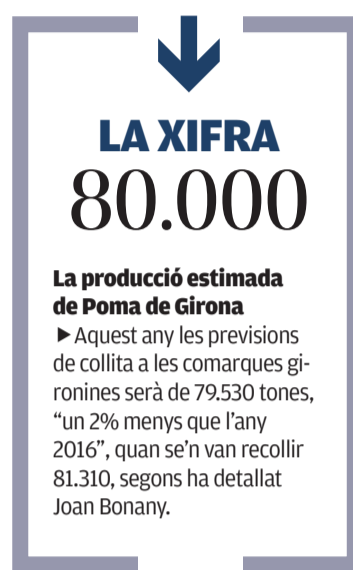 LA XIFRA
80.000
La producció estimada
de Poma de Girona
▶Aquest any les previsions
de collita a les comarques gi-
ronines serà de 79.530 tones,
“un 2% menys que l’any
2016”, quan se’n van recollir
81.310, segons ha detallat
Joan Bonany.